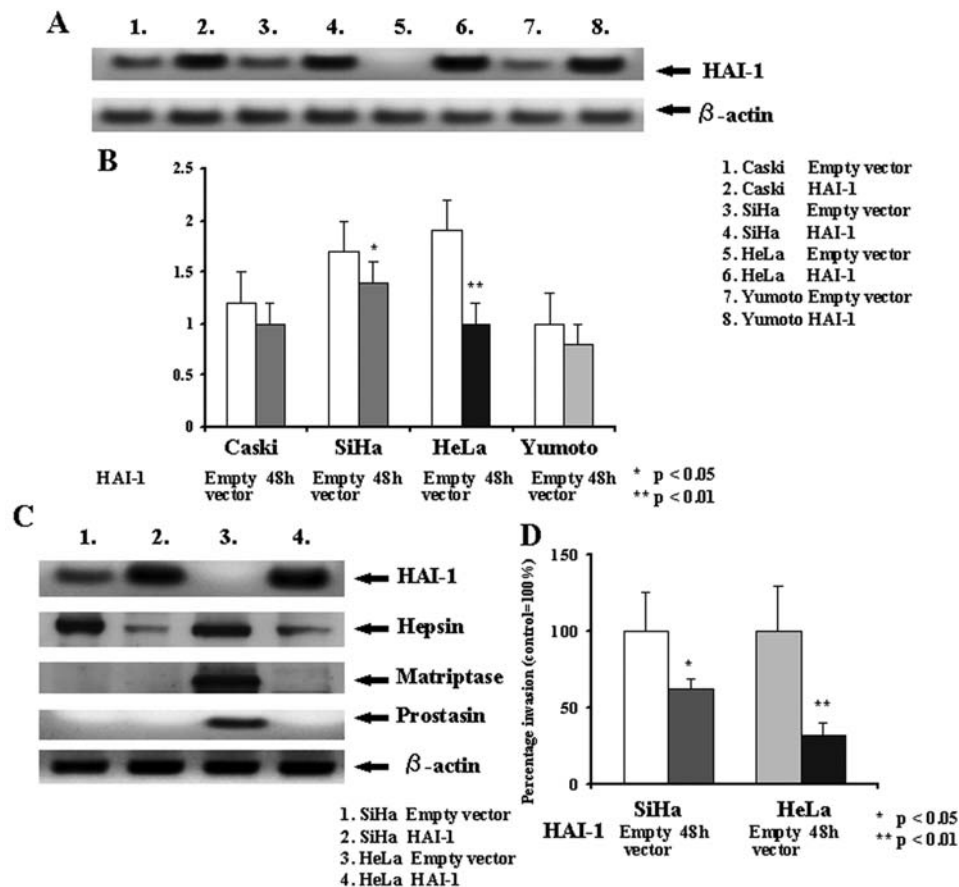 A
1. 2. 3. 4. 5. 6. 7. 8.
HAI-1
β-actin
B
2.5
2
1.5
1
0.5
0
*
**
Caski SiHa HeLa Yumoto
HAI-1 Empty 48h Empty 48h Empty 48h Empty 48h
vector vector vector vector
* p < 0.05
** p < 0.01
1. Caski Empty vector
2. Caski HAI-1
3. SiHa Empty vector
4. SiHa HAI-1
5. HeLa Empty vector
6. HeLa HAI-1
7. Yumoto Empty vector
8. Yumoto HAI-1
C
1. 2. 3. 4.
HAI-1
Hepsin
Matriptase
Prostasin
β-actin
1. SiHa Empty vector
2. SiHa HAI-1
3. HeLa Empty vector
4. HeLa HAI-1
D
Percentage invasion (control=100%)
150
100
50
0
*
**
SiHa HeLa
HAI-1 Empty 48h Empty 48h
vector vector
* p < 0.05
** p < 0.01